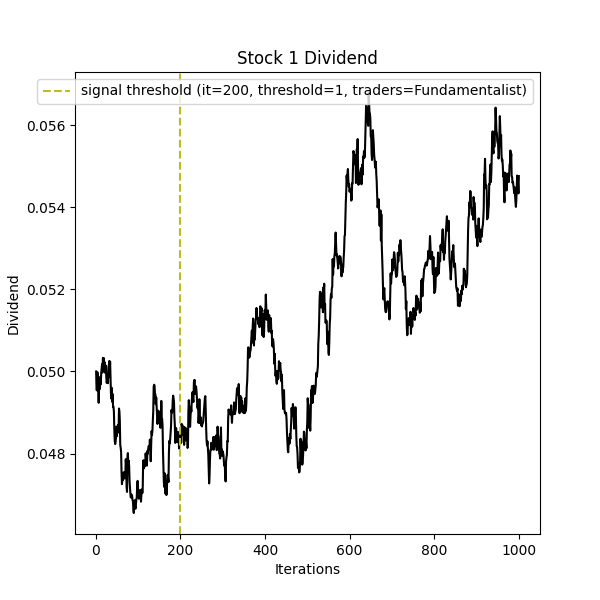 Stock 1 Dividend
signal threshold (it=200, threshold=1, traders=Fundamentalist)
0.056
0.054
0.052
0.050
0.048
Dividend
0 200 400 600 800 1000
Iterations